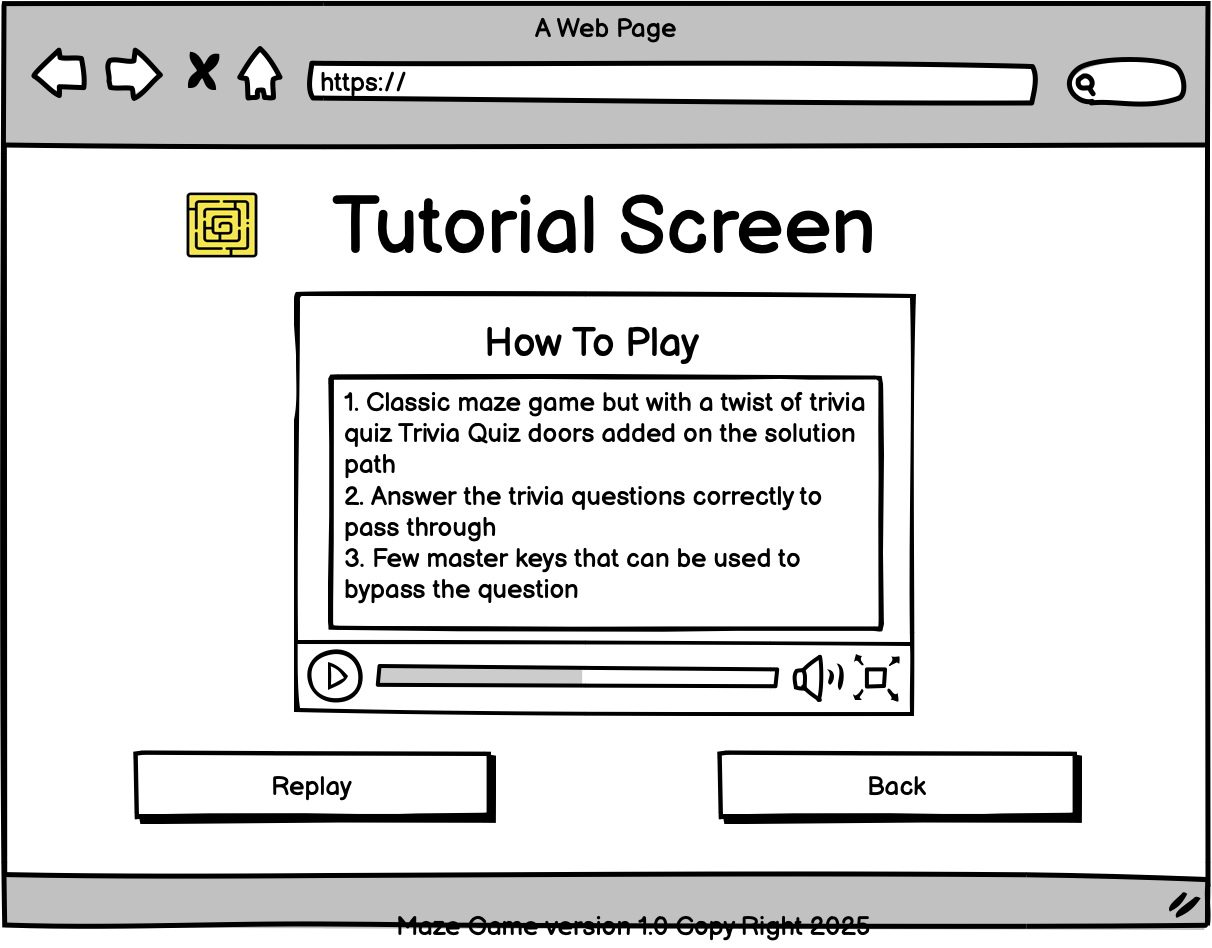 A Web Page
https://
Tutorial Screen
How To Play
1. Classic maze game but with a twist of trivia
quiz Trivia Quiz doors added on the solution
path
2. Answer the trivia questions correctly to
pass through
3. Few master keys that can be used to
bypass the question
Replay
Back
Maze Game version 1.0 Copy Right 2025